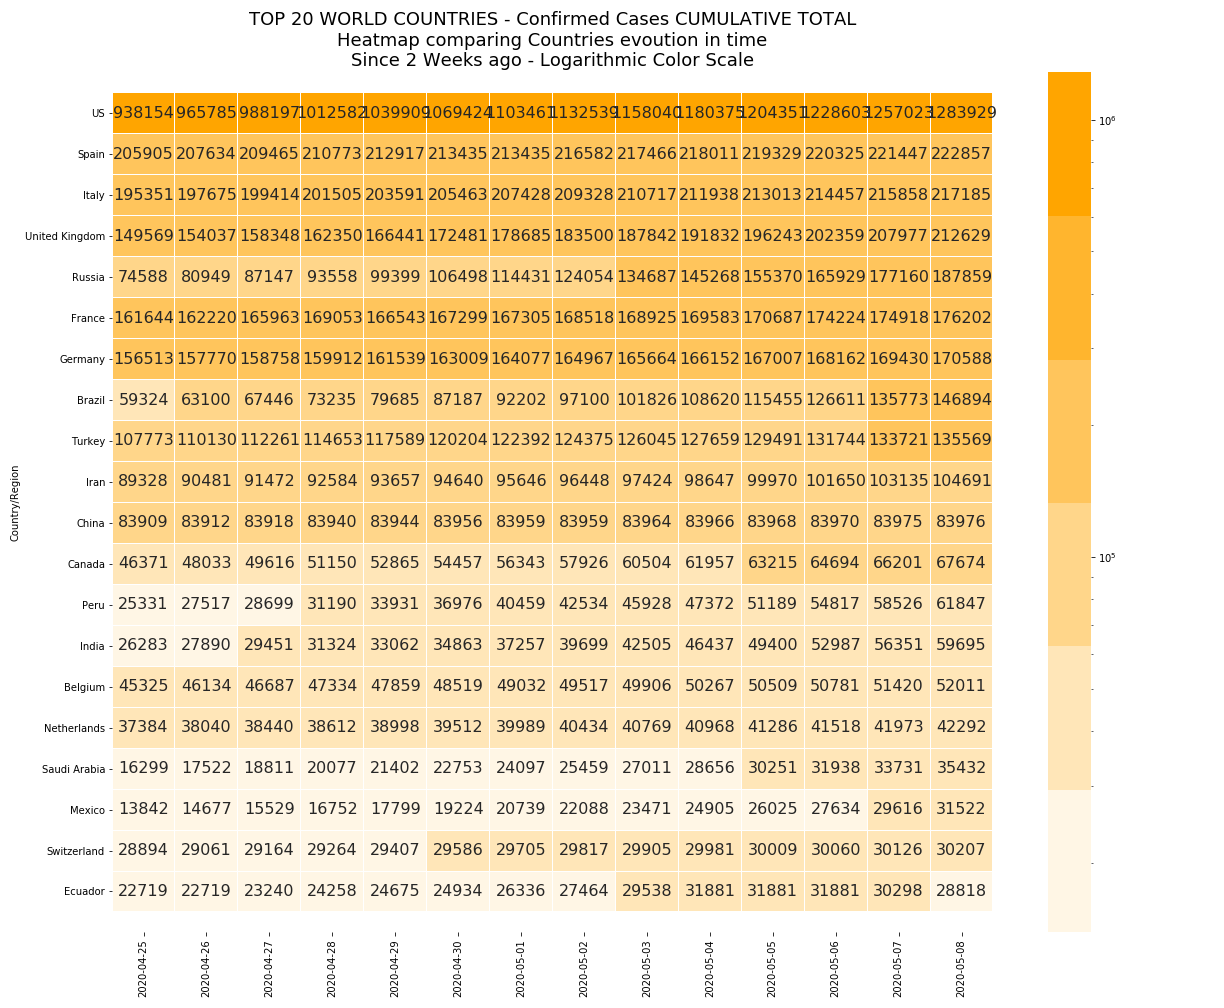 TOP 20 WORLD COUNTRIES - Confirmed Cases CUMULATIVE TOTAL
Heatmap comparing Countries evoution in time
Since 2 Weeks ago - Logarithmic Color Scale
US 938154 965785 988197 1012582 1039909 1069424 1103461 1132539 1158040 1180375 1204351 1228603 1257023 1283929
Spain 205905 207634 209465 210773 212917 213435 213435 216582 217466 218011 219329 220325 221447 222857
Italy 195351 197675 199414 201505 203591 205463 207428 209328 210717 211938 213013 214457 215858 217185
United Kingdom 149569 154037 158348 162350 166441 172481 178685 183500 187842 191832 196243 202359 207977 212629
Russia 74588 80949 87147 93558 99399 106498 114431 124054 134687 145268 155370 165929 177160 187859
France 161644 162220 165963 169053 166543 167299 167305 168518 168925 169583 170687 174224 174918 176202
Germany 156513 157770 158758 159912 161539 163009 164077 164967 165664 166152 167007 168162 169430 170588
Brazil 59324 63100 67446 73235 79685 87187 92202 97100 101826 108620 115455 126611 135773 146894
Turkey 107773 110130 112261 114653 117589 120204 122392 124375 126045 127659 129491 131744 133721 135569
Iran 89328 90481 91472 92584 93657 94640 95646 96448 97424 98647 99970 101650 103135 104691
China 83909 83912 83918 83940 83944 83956 83959 83959 83964 83966 83968 83970 83975 83976
Canada 46371 48033 49616 51150 52865 54457 56343 57926 60504 61957 63215 64694 66201 67674
Peru 25331 27517 28699 31190 33931 36976 40459 42534 45928 47372 51189 54817 58526 61847
India 26283 27890 29451 31324 33062 34863 37257 39699 42505 46437 49400 52987 56351 59695
Belgium 45325 46134 46687 47334 47859 48519 49032 49517 49906 50267 50509 50781 51420 52011
Netherlands 37384 38040 38440 38612 38998 39512 39989 40434 40769 40968 41286 41518 41973 42292
Saudi Arabia 16299 17522 18811 20077 21402 22753 24097 25459 27011 28656 30251 31938 33731 35432
Mexico 13842 14677 15529 16752 17799 19224 20739 22088 23471 24905 26025 27634 29616 31522
Switzerland 28894 29061 29164 29264 29407 29586 29705 29817 29905 29981 30009 30060 30126 30207
Ecuador 22719 22719 23240 24258 24675 24934 26336 27464 29538 31881 31881 31881 30298 28818
Country/Region
2020-04-25 2020-04-26 2020-04-27 2020-04-28 2020-04-29 2020-04-30 2020-05-01 2020-05-02 2020-05-03 2020-05-04 2020-05-05 2020-05-06 2020-05-07 2020-05-08
10⁶
10⁵